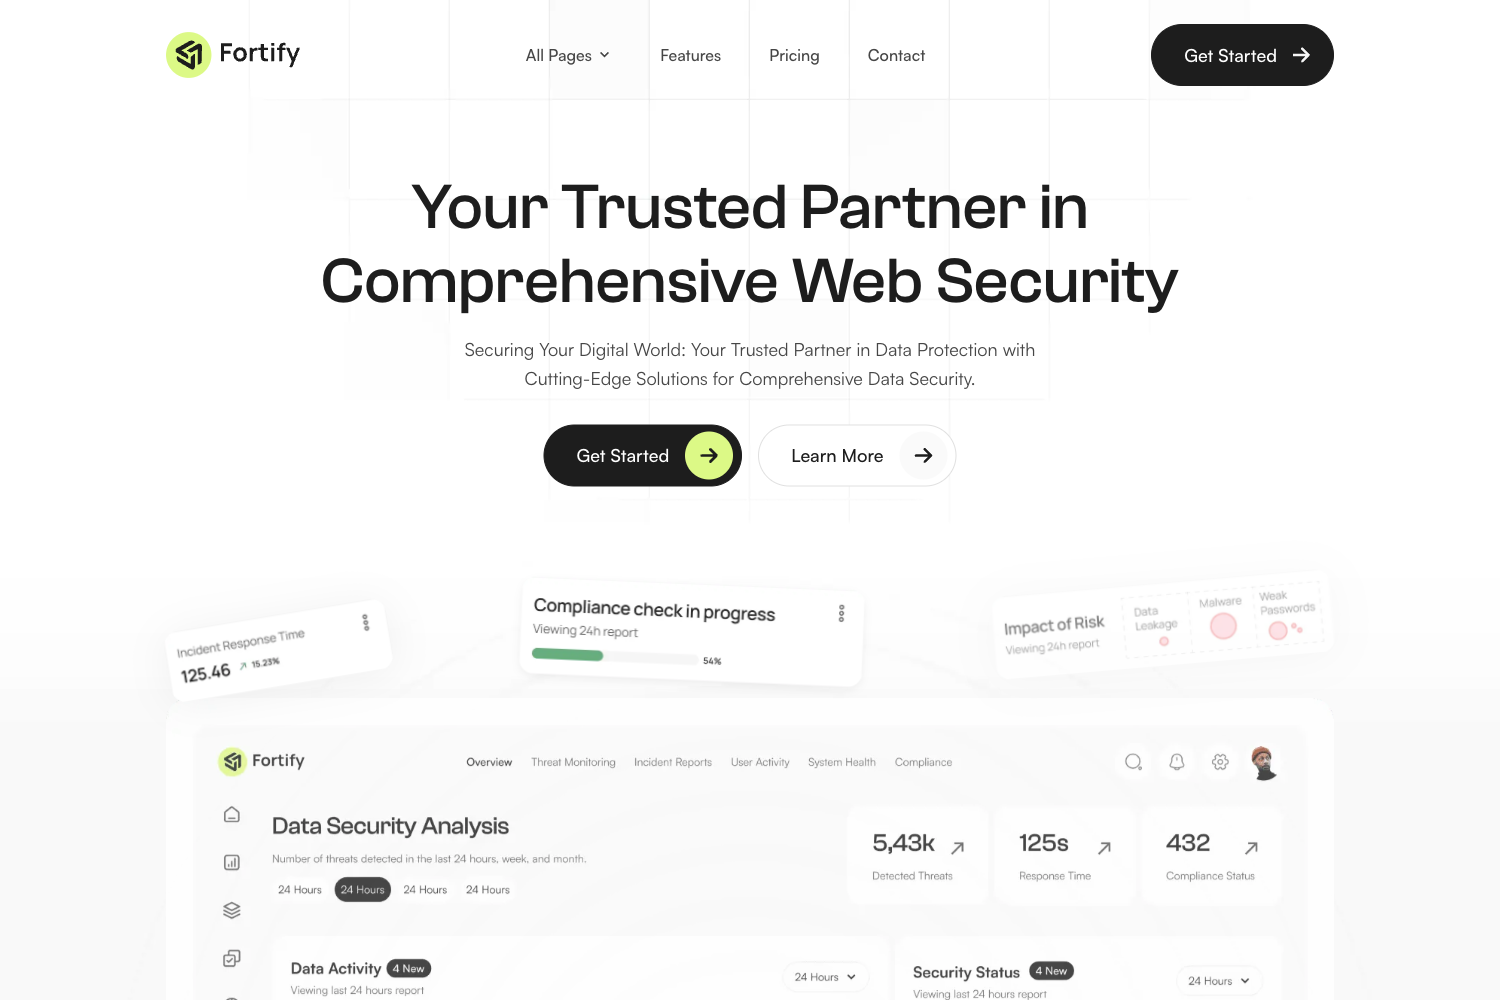 Fortify
All Pages
Features
Pricing
Contact
Get Started
Your Trusted Partner in
Comprehensive Web Security
Securing Your Digital World: Your Trusted Partner in Data Protection with
Cutting-Edge Solutions for Comprehensive Data Security.
Get Started
Learn More
Incident Response Time
125.46
15.23%
Compliance check in progress
Viewing 24h report
54%
Impact of Risk
Viewing 24h report
Data
Leakage
Malware
Weak
Passwords
Fortify
Overview
Threat Monitoring
Incident Reports
User Activity
System Health
Compliance
Data Security Analysis
Number of threats detected in the last 24 hours, week, and month.
24 Hours
24 Hours
24 Hours
24 Hours
5,43k
Detected Threats
125s
Response Time
432
Compliance Status
Data Activity
4 New
Viewing last 24 hours report
24 Hours
Security Status
4 New
Viewing last 24 hours report
24 Hours